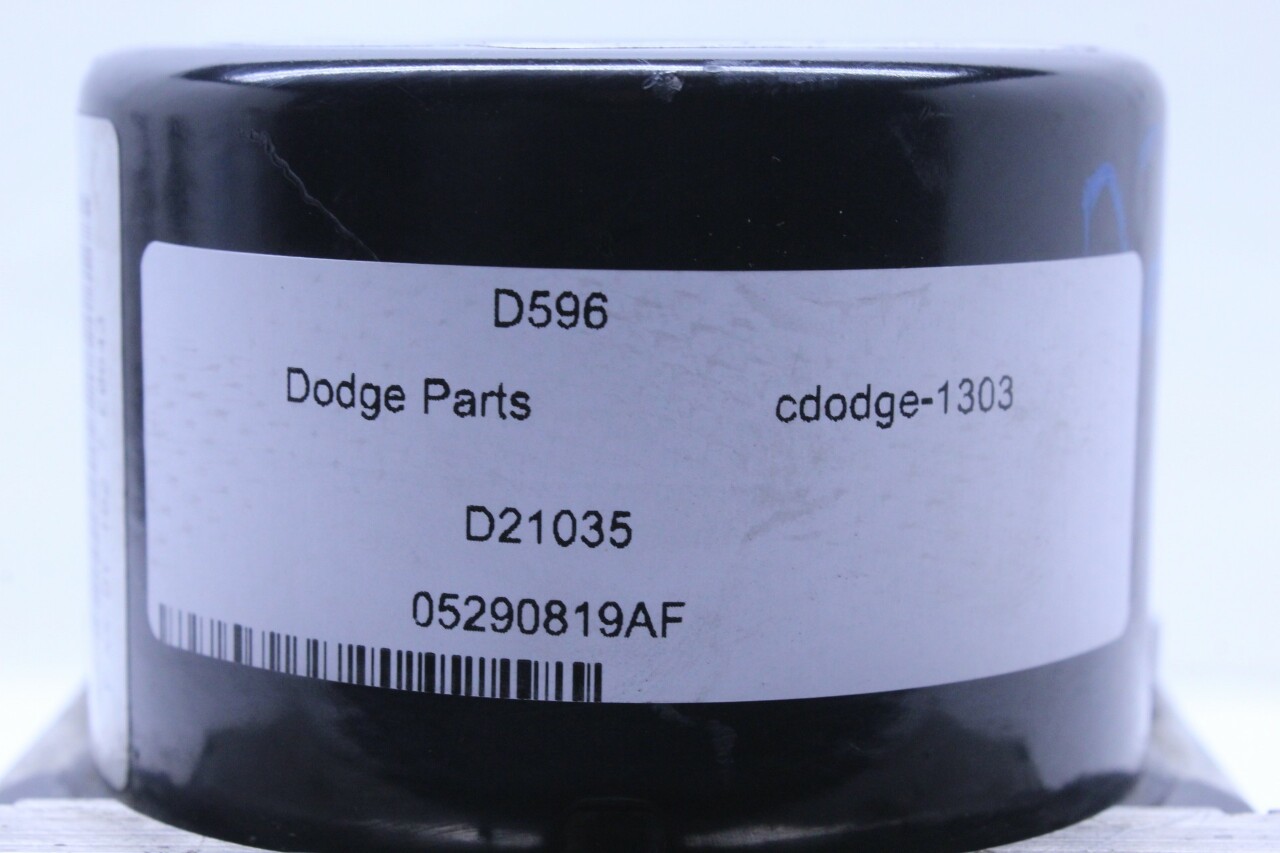 D596
Dodge Parts cdodge-1303
D21035
05290819AF